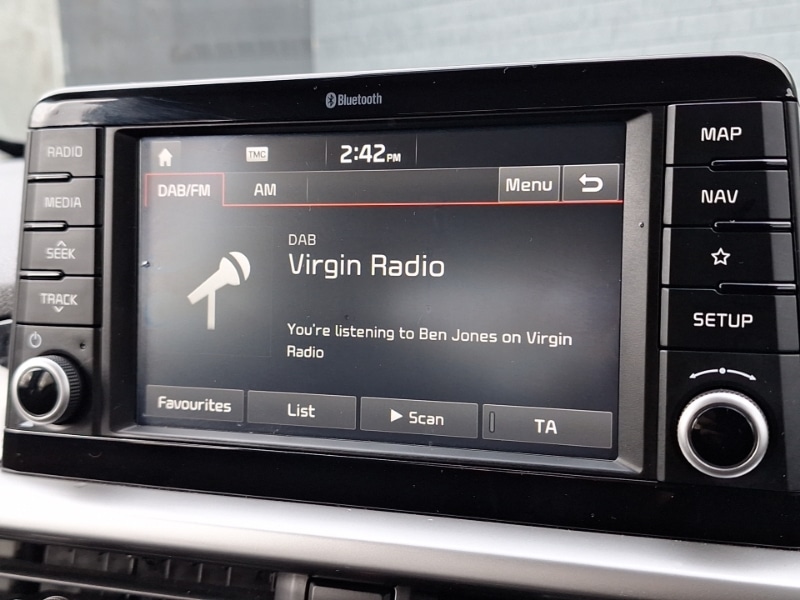 Bluetooth
RADIO
MEDIA
SEEK
TRACK
TMC
2:42PM
DAB/FM
AM
Menu
DAB
Virgin Radio
You're listening to Ben Jones on Virgin
Radio
Favourites
List
Scan
TA
MAP
NAV
SETUP